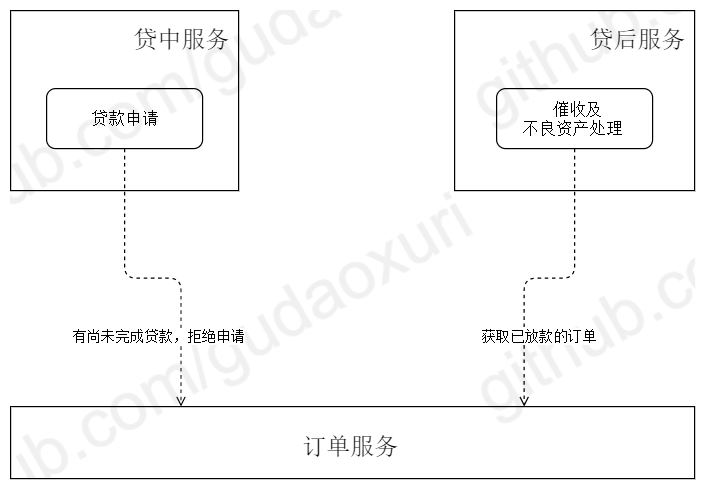 贷中服务
贷后服务
贷款申请
催收及
不良资产处理
有尚未完成贷款，拒绝申请
获取已放款的订单
订单服务
github.com/gudaoxuri
github.com